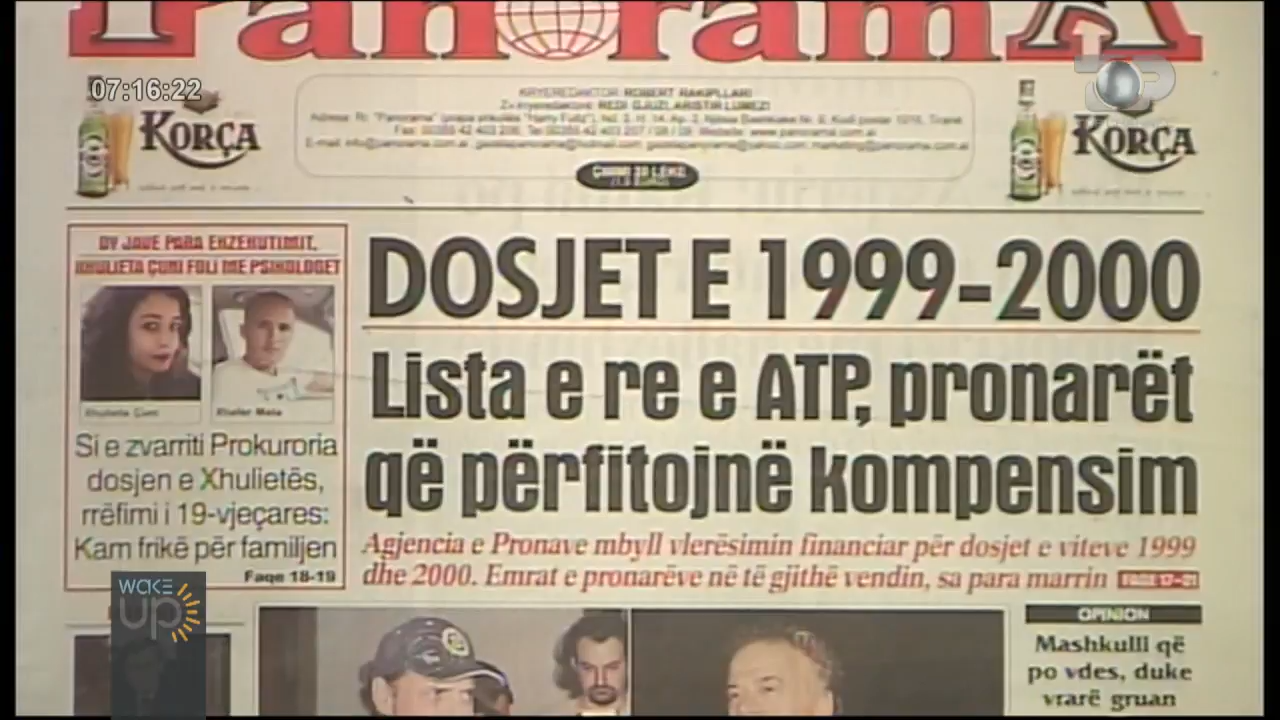 PanoramA
07:16:22
TOP
KORÇA
KORÇA
KRYEREDAKTOR: ROBERT RAKIPLLARI
DY JAVË PARA EKZEKUTIMIT,
XHULIETA ÇUNI FOLI ME PSIKOLOGET
Si e zvarriti Prokuroria
dosjen e Xhulietës,
rrëfimi i 19-vjeçares:
Kam frikë për familjen
Faqe 18-19
DOSJET E 1999-2000
Lista e re e ATP, pronarët
që përfitojnë kompensim
Agjencia e Pronave mbyll vlerësimin financiar për dosjet e viteve 1999
dhe 2000. Emrat e pronarëve në të gjithë vendin, sa para marrin
WAKE
up
OPINION
Mashkulli që
po vdes, duke
vrarë gruan